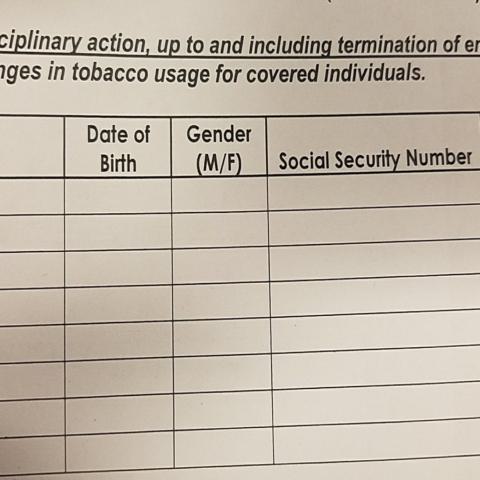 ciplinary action, up to and including termination of er
nges in tobacco usage for covered individuals.
Date of Birth
Gender (M/F)
Social Security Number